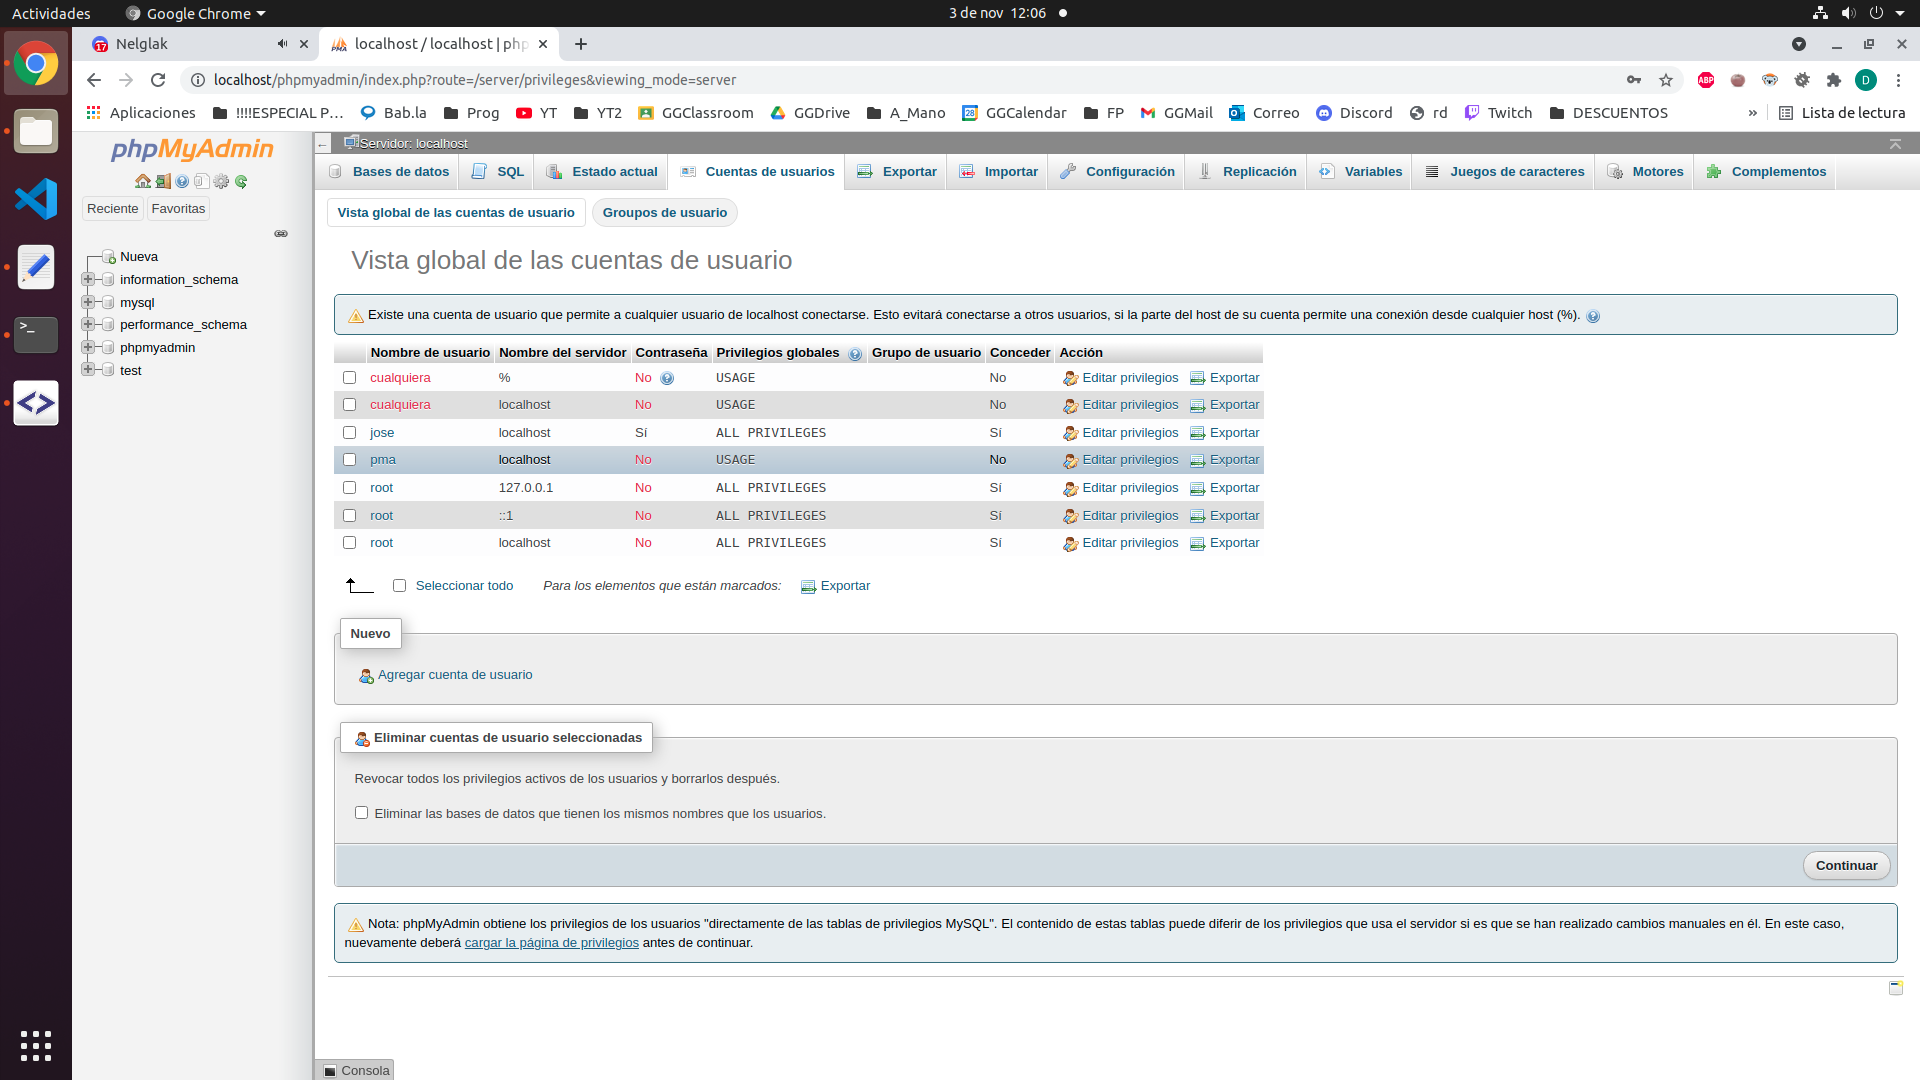 Actividades
Google Chrome
3 de nov 12:06
17
Nelglak
PMA
localhost / localhost | php
localhost/phpmyadmin/index.php?route=/server/privileges&viewing_mode=server
ABP
D
Aplicaciones
!!!!ESPECIAL P…
Bab.la
Prog
YT
YT2
GGClassroom
GGDrive
A_Mano
28
GGCalendar
FP
GGMail
Correo
Discord
rd
Twitch
DESCUENTOS
»
Lista de lectura
phpMyAdmin
Reciente
Favoritas
Nueva
information_schema
mysql
performance_schema
phpmyadmin
test
Servidor: localhost
Bases de datos
SQL
Estado actual
Cuentas de usuarios
Exportar
Importar
Configuración
Replicación
Variables
Juegos de caracteres
Motores
Complementos
Vista global de las cuentas de usuario
Groupos de usuario
Vista global de las cuentas de usuario
Existe una cuenta de usuario que permite a cualquier usuario de localhost conectarse. Esto evitará conectarse a otros usuarios, si la parte del host de su cuenta permite una conexión desde cualquier host (%).
Nombre de usuario Nombre del servidor Contraseña Privilegios globales Grupo de usuario Conceder Acción
cualquiera % No USAGE No Editar privilegios Exportar
cualquiera localhost No USAGE No Editar privilegios Exportar
jose localhost Sí ALL PRIVILEGES Sí Editar privilegios Exportar
pma localhost No USAGE No Editar privilegios Exportar
root 127.0.0.1 No ALL PRIVILEGES Sí Editar privilegios Exportar
root ::1 No ALL PRIVILEGES Sí Editar privilegios Exportar
root localhost No ALL PRIVILEGES Sí Editar privilegios Exportar
Seleccionar todo Para los elementos que están marcados: Exportar
Nuevo
Agregar cuenta de usuario
Eliminar cuentas de usuario seleccionadas
Revocar todos los privilegios activos de los usuarios y borrarlos después.
Eliminar las bases de datos que tienen los mismos nombres que los usuarios.
Continuar
Nota: phpMyAdmin obtiene los privilegios de los usuarios "directamente de las tablas de privilegios MySQL". El contenido de estas tablas puede diferir de los privilegios que usa el servidor si es que se han realizado cambios manuales en él. En este caso,
nuevamente deberá cargar la página de privilegios antes de continuar.
Consola